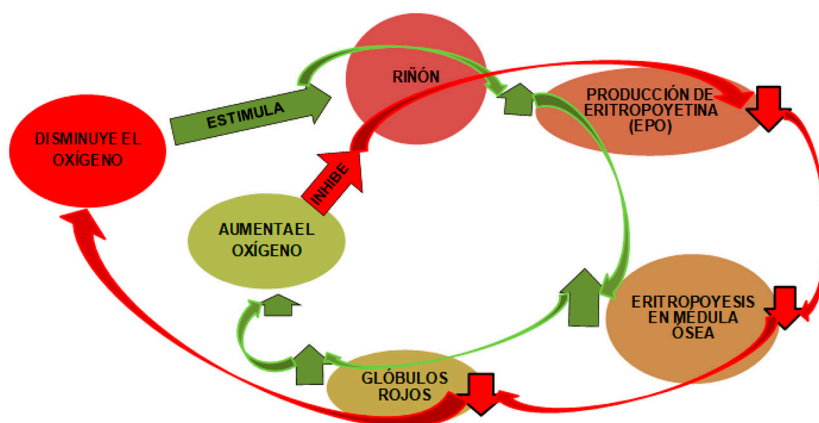 RIÑÓN
PRODUCCIÓN DE
ERITROPOYETINA
(EPO)
ESTIMULA
DISMINUYE EL
OXÍGENO
INHIBE
AUMENTA EL
OXÍGENO
ERITROPOYESIS
EN MÉDULA
ÓSEA
GLÓBULOS
ROJOS